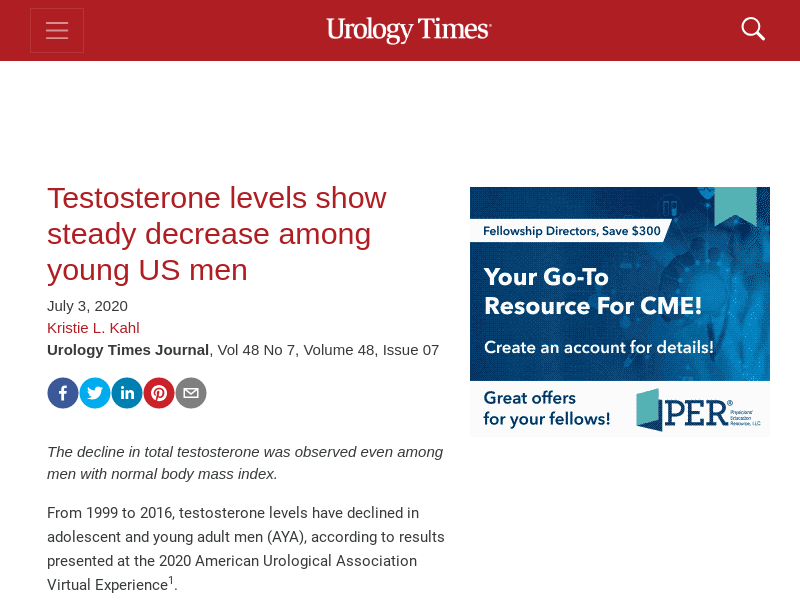 Urology Times
Testosterone levels show
steady decrease among
young US men
July 3, 2020
Kristie L. Kahl
Urology Times Journal, Vol 48 No 7, Volume 48, Issue 07
The decline in total testosterone was observed even among
men with normal body mass index.
From 1999 to 2016, testosterone levels have declined in
adolescent and young adult men (AYA), according to results
presented at the 2020 American Urological Association
Virtual Experience1.
Fellowship Directors, Save $300
Your Go-To
Resource For CME!
Create an account for details!
Great offers
for your fellows!
PER®
Physicians'
Education
Resource, LLC